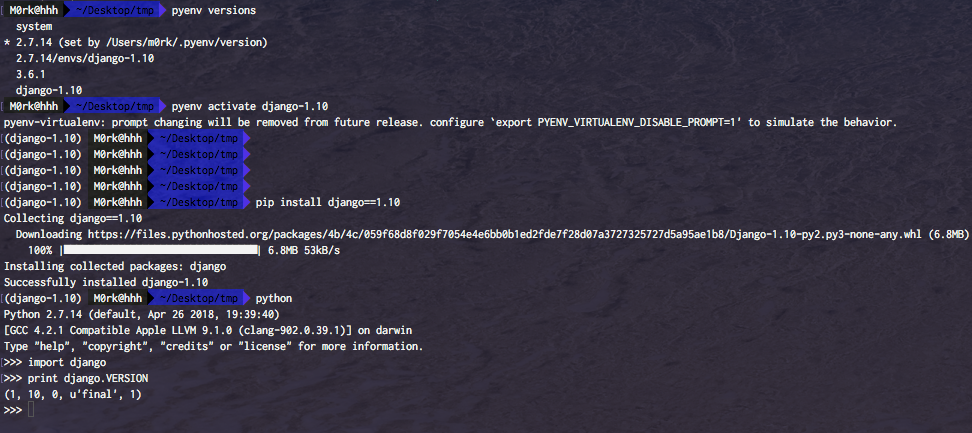 M0rk@hhh ~/Desktop/tmp pyenv versions
system
* 2.7.14 (set by /Users/m0rk/.pyenv/version)
2.7.14/envs/django-1.10
3.6.1
django-1.10
M0rk@hhh ~/Desktop/tmp pyenv activate django-1.10
pyenv-virtualenv: prompt changing will be removed from future release. configure `export PYENV_VIRTUALENV_DISABLE_PROMPT=1' to simulate the behavior.
(django-1.10) M0rk@hhh ~/Desktop/tmp
(django-1.10) M0rk@hhh ~/Desktop/tmp
(django-1.10) M0rk@hhh ~/Desktop/tmp
(django-1.10) M0rk@hhh ~/Desktop/tmp
(django-1.10) M0rk@hhh ~/Desktop/tmp pip install django==1.10
Collecting django==1.10
Downloading https://files.pythonhosted.org/packages/4b/4c/059f68d8f029f7054e4e6bb0b1ed2fde7f28d07a3727325727d5a95ae1b8/Django-1.10-py2.py3-none-any.whl (6.8MB)
100% || 6.8MB 53kB/s
Installing collected packages: django
Successfully installed django-1.10
(django-1.10) M0rk@hhh ~/Desktop/tmp python
Python 2.7.14 (default, Apr 26 2018, 19:39:40)
[GCC 4.2.1 Compatible Apple LLVM 9.1.0 (clang-902.0.39.1)] on darwin
Type "help", "copyright", "credits" or "license" for more information.
>>> import django
>>> print django.VERSION
(1, 10, 0, u'final', 1)
>>>